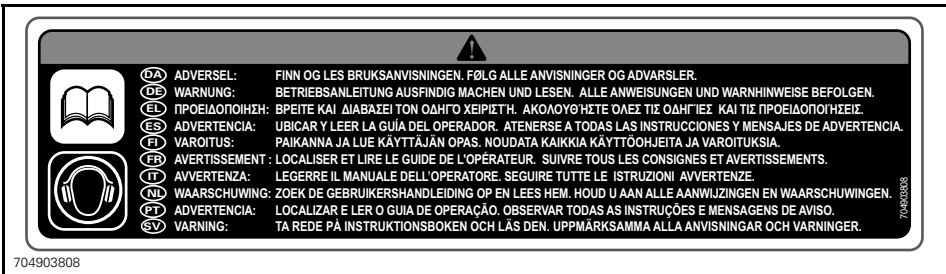 DA ADVERSEL: FINN OG LES BRUKSANVISNINGEN. FØLG ALLE ANVISNINGER OG ADVARSLER.
DE WARNUNG: BETRIEBSANLEITUNG AUSFINDIG MACHEN UND LESEN. ALLE ANWEISUNGEN UND WARNHINWEISE BEFOLGEN.
EL ΠΡΟΕΙΔΟΠΟΙΗΣΗ: ΒΡΕΙΤΕ ΚΑΙ ΔΙΑΒΆΣΕΙ ΤΟΝ ΟΔΗΓΌ ΧΕΙΡΙΣΤΉ. ΑΚΟΛΟΥΘΉΣΤΕ ΌΛΕΣ ΤΙΣ ΟΔΗΓΊΕΣ ΚΑΙ ΤΙΣ ΠΡΟΕΙΔΟΠΟΙΉΣΕΙΣ.
ES ADVERTENCIA: UBICAR Y LEER LA GUÍA DEL OPERADOR. ATENERSE A TODAS LAS INSTRUCCIONES Y MENSAJES DE ADVERTENCIA.
FI VAROITUS: PAIKANNA JA LUE KÄYTTÄJÄN OPAS. NOUDATA KAIKKIA KÄYTTÖOHJEITA JA VAROITUKSIA.
FR AVERTISSEMENT : LOCALISER ET LIRE LE GUIDE DE L'OPÉRATEUR. SUIVRE TOUS LES CONSIGNES ET AVERTISSEMENTS.
IT AVVERTENZA: LEGERRE IL MANUALE DELL'OPERATORE. SEGUIRE TUTTE LE ISTRUZIONI AVVERTENZE.
NL WAARSCHUWING: ZOEK DE GEBRUIKERSHANDLEIDING OP EN LEES HEM. HOUD U AAN ALLE AANWIJZINGEN EN WAARSCHUWINGEN.
PT ADVERTENCIA: LOCALIZAR E LER O GUIA DE OPERAÇÃO. OBSERVAR TODAS AS INSTRUÇÕES E MENSAGENS DE AVISO.
SV VARNING: TA REDE PÅ INSTRUKTIONSBOKEN OCH LÄS DEN. UPPMÄRKSAMMA ALLA ANVISNINGAR OCH VARNINGER.
704903808
704903808